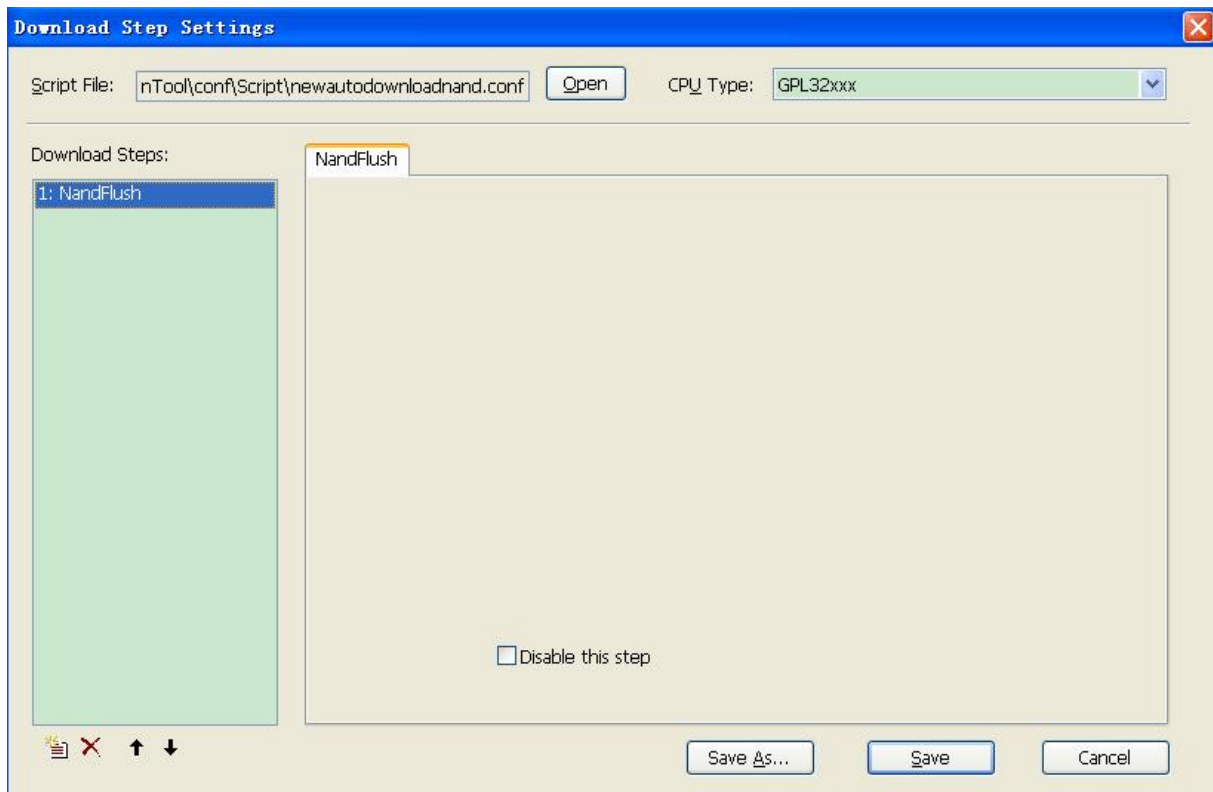 Download Step Settings
Script File: nTool\conf\Script\newautodownloadnand.conf Open CPU Type: GPL32xxx
Download Steps:
NandFlush
1: NandFlush
Disable this step
Save As... Save Cancel